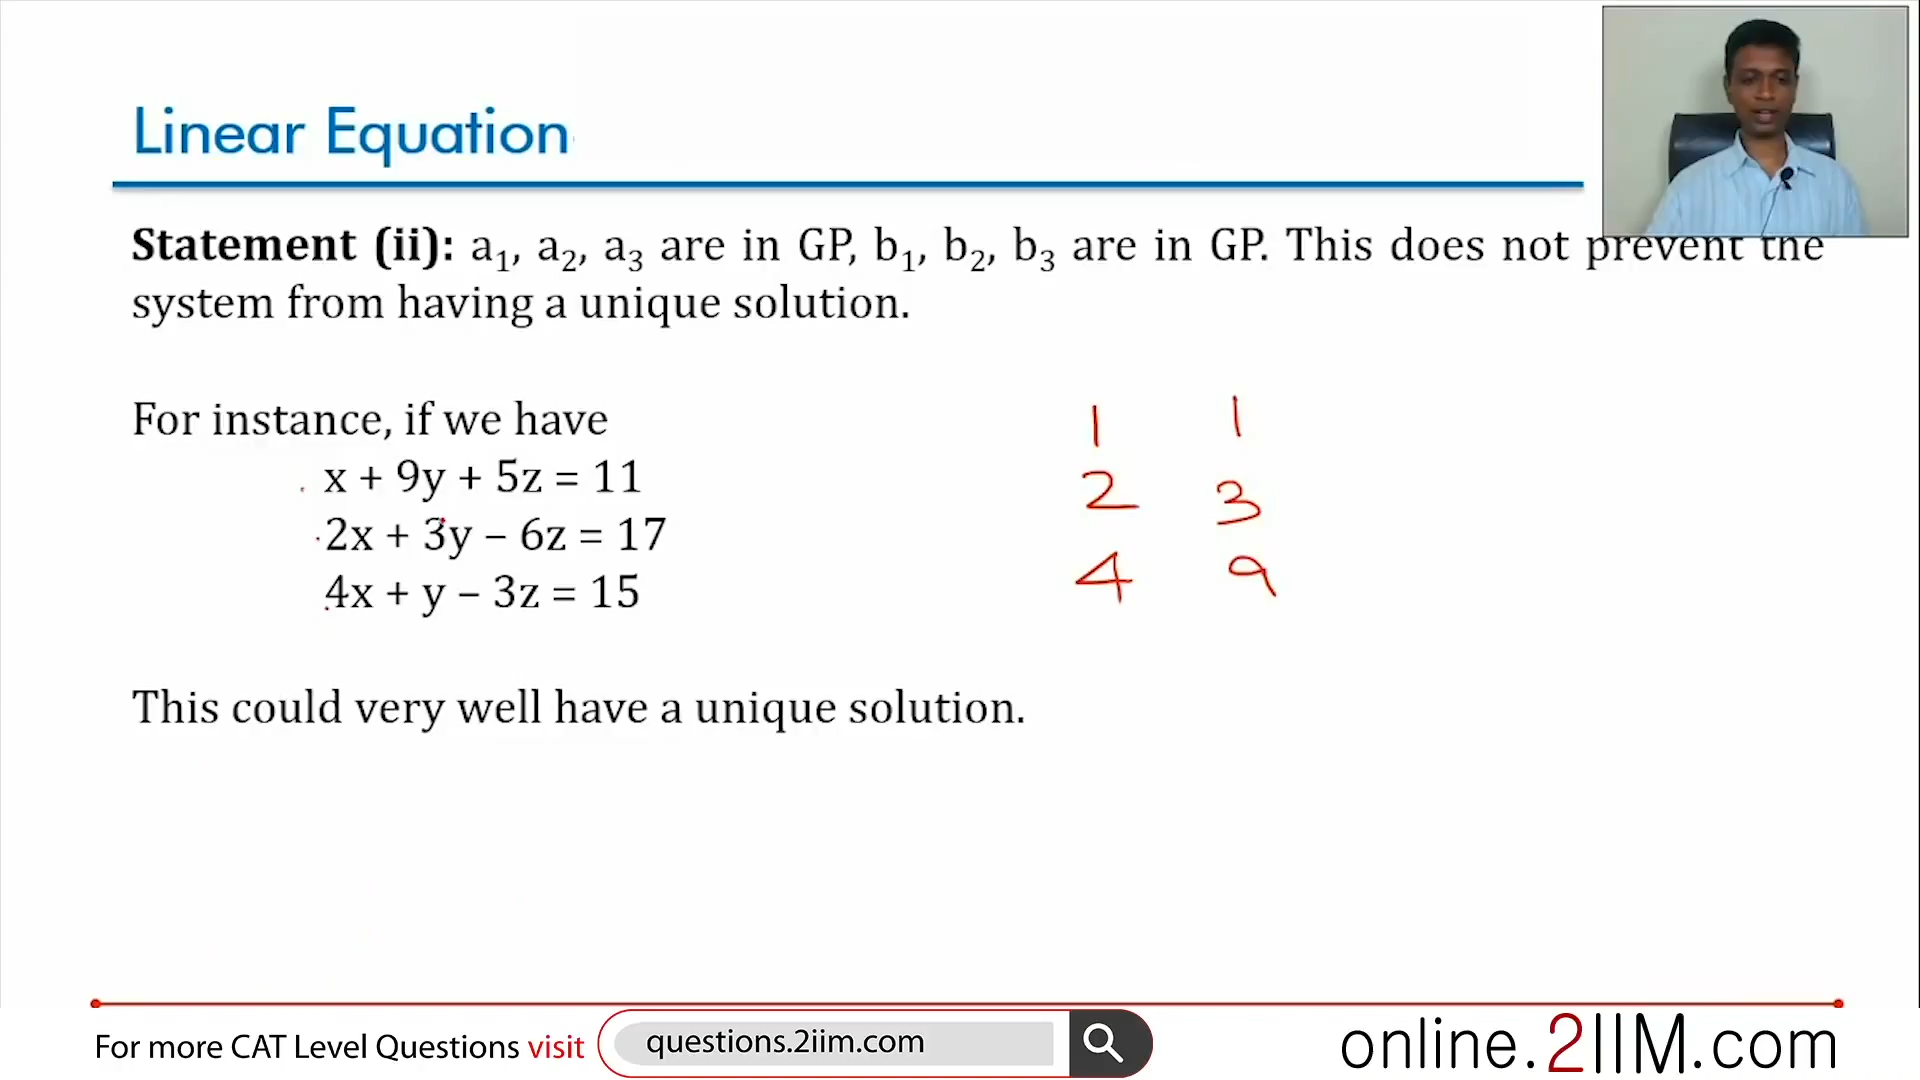 Linear Equation
Statement (ii): a₁, a₂, a₃ are in GP, b₁, b₂, b₃ are in GP. This does not prevent the
system from having a unique solution.
For instance, if we have
x + 9y + 5z = 11
2x + 3y – 6z = 17
4x + y – 3z = 15
1 1
2 3
4 9
This could very well have a unique solution.
For more CAT Level Questions visit questions.2iim.com
online.2IIM.com